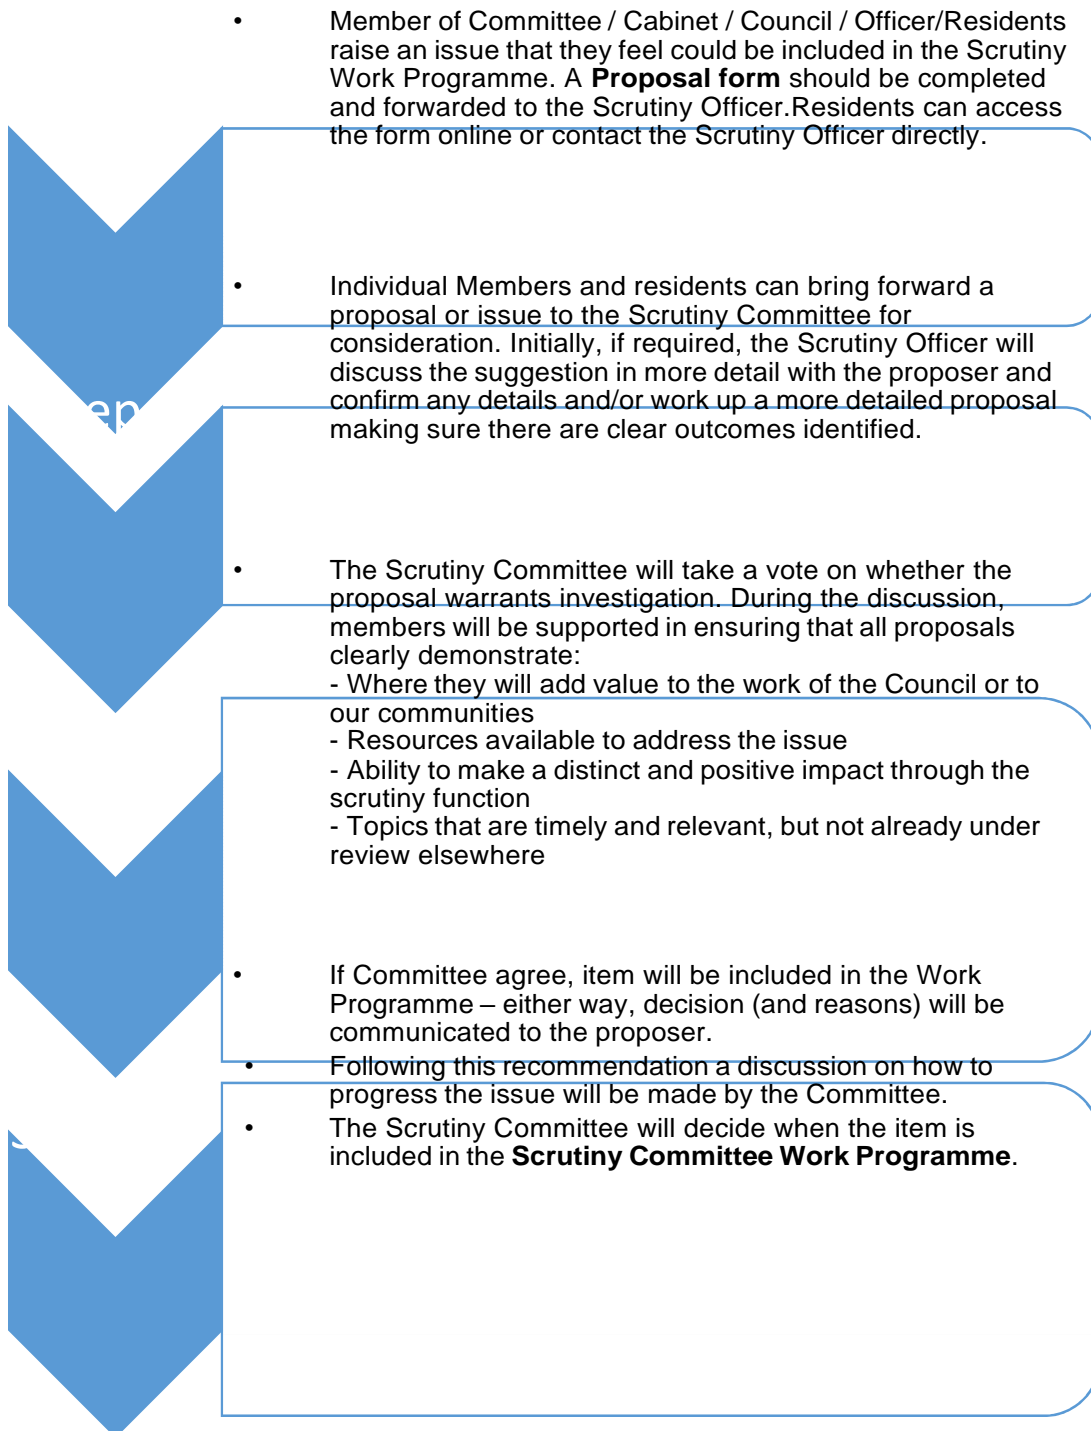 • Member of Committee / Cabinet / Council / Officer/Residents
raise an issue that they feel could be included in the Scrutiny
Work Programme. A Proposal form should be completed
and forwarded to the Scrutiny Officer.Residents can access
the form online or contact the Scrutiny Officer directly.
• Individual Members and residents can bring forward a
proposal or issue to the Scrutiny Committee for
consideration. Initially, if required, the Scrutiny Officer will
discuss the suggestion in more detail with the proposer and
confirm any details and/or work up a more detailed proposal
making sure there are clear outcomes identified.
• The Scrutiny Committee will take a vote on whether the
proposal warrants investigation. During the discussion,
members will be supported in ensuring that all proposals
clearly demonstrate:
- Where they will add value to the work of the Council or to
our communities
- Resources available to address the issue
- Ability to make a distinct and positive impact through the
scrutiny function
- Topics that are timely and relevant, but not already under
review elsewhere
• If Committee agree, item will be included in the Work
Programme – either way, decision (and reasons) will be
communicated to the proposer.
• Following this recommendation a discussion on how to
progress the issue will be made by the Committee.
• The Scrutiny Committee will decide when the item is
included in the Scrutiny Committee Work Programme.